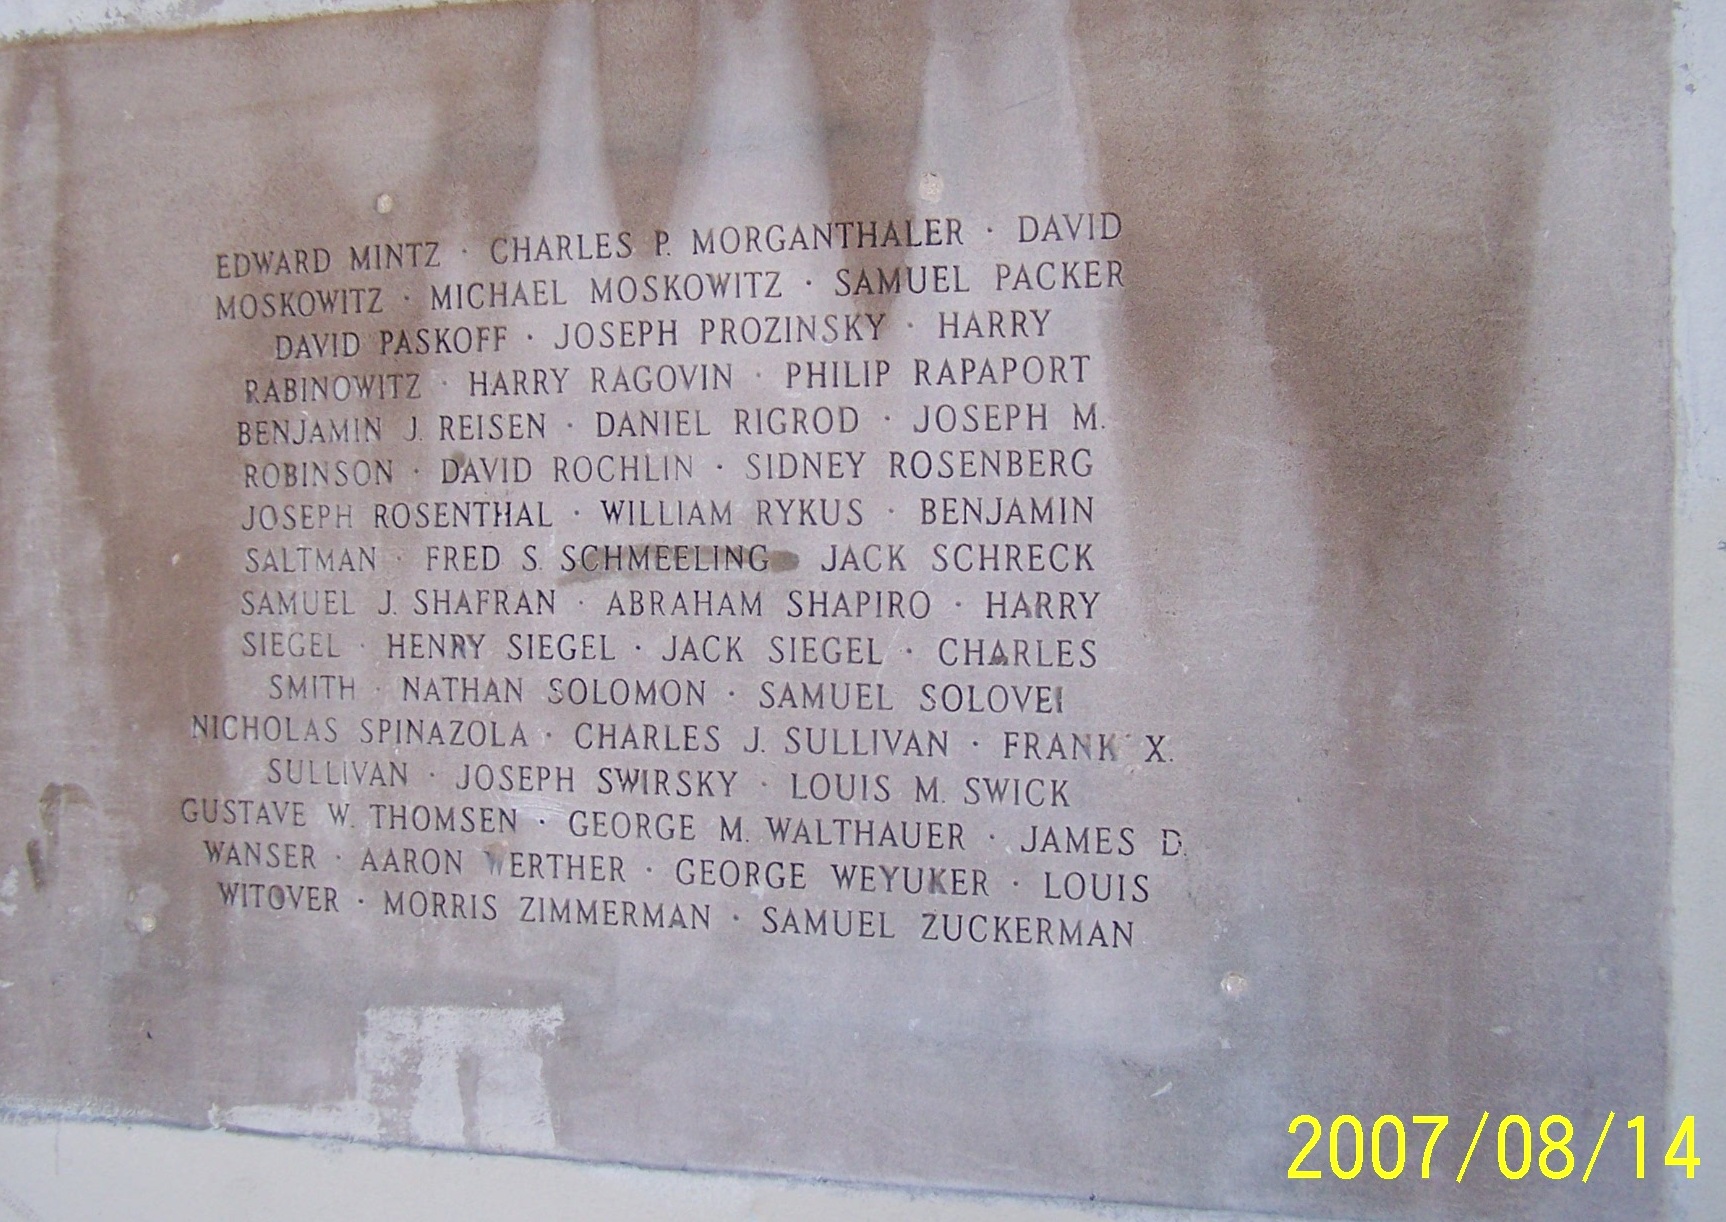 EDWARD MINTZ · CHARLES P. MORGANTHALER · DAVID
MOSKOWITZ · MICHAEL MOSKOWITZ · SAMUEL PACKER
DAVID PASKOFF · JOSEPH PROZINSKY · HARRY
RABINOWITZ · HARRY RAGOVIN · PHILIP RAPAPORT
BENJAMIN J. REISEN · DANIEL RIGROD · JOSEPH M.
ROBINSON · DAVID ROCHLIN · SIDNEY ROSENBERG
JOSEPH ROSENTHAL · WILLIAM RYKUS · BENJAMIN
SALTMAN · FRED S. SCHMEELING JACK SCHRECK
SAMUEL J. SHAFRAN · ABRAHAM SHAPIRO · HARRY
SIEGEL · HENRY SIEGEL · JACK SIEGEL · CHARLES
SMITH · NATHAN SOLOMON · SAMUEL SOLOVEI
NICHOLAS SPINAZOLA · CHARLES J. SULLIVAN · FRANK X.
SULLIVAN · JOSEPH SWIRSKY · LOUIS M. SWICK
GUSTAVE W. THOMSEN · GEORGE M. WALTHAUER · JAMES D.
WANSER · AARON WERTHER · GEORGE WEYUKER · LOUIS
WITOVER · MORRIS ZIMMERMAN · SAMUEL ZUCKERMAN
2007/08/14